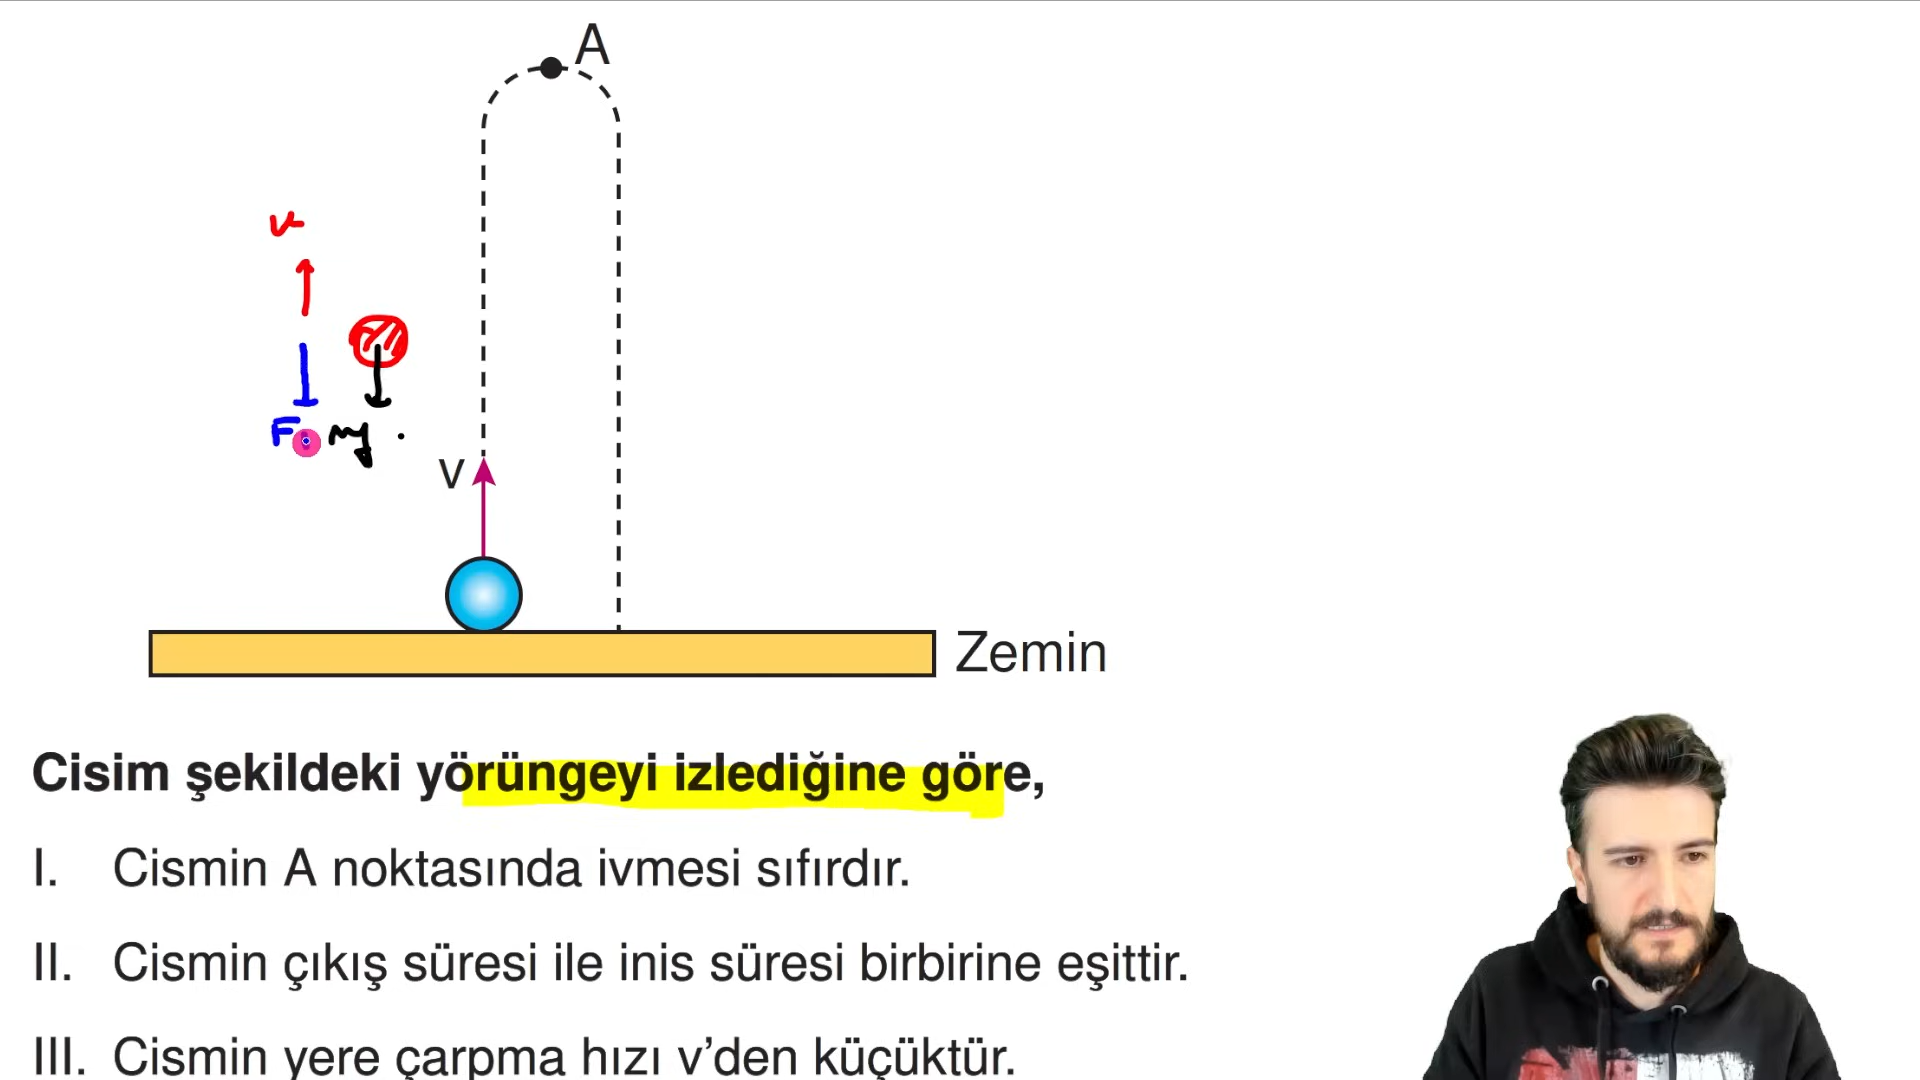 A
v
F mg
v
Zemin
Cisim şekildeki yörüngeyi izlediğine göre,
I. Cismin A noktasında ivmesi sıfırdır.
II. Cismin çıkış süresi ile inis süresi birbirine eşittir.
III. Cismin yere çarpma hızı v’den küçüktür.